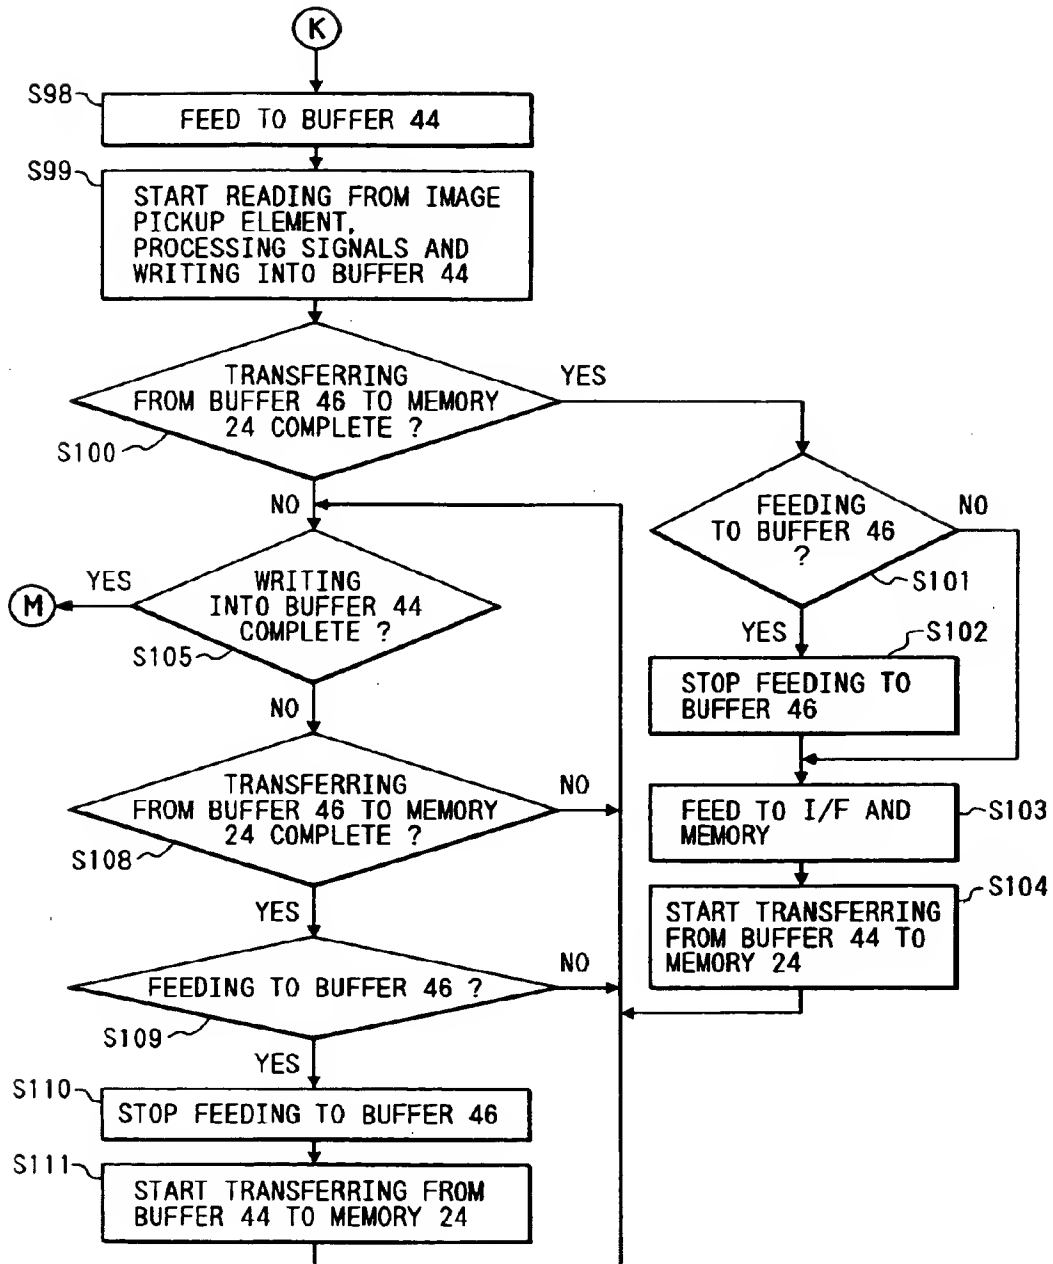 K
S98
FEED TO BUFFER 44
S99
START READING FROM IMAGE
PICKUP ELEMENT,
PROCESSING SIGNALS AND
WRITING INTO BUFFER 44
TRANSFERRING
FROM BUFFER 46 TO MEMORY
24 COMPLETE ?
YES
S100
NO
FEEDING
TO BUFFER 46
?
NO
S101
YES
S102
STOP FEEDING TO
BUFFER 46
FEED TO I/F AND
MEMORY
S103
START TRANSFERRING
FROM BUFFER 44 TO
MEMORY 24
S104
WRITING
INTO BUFFER 44
COMPLETE ?
YES
M
S105
NO
TRANSFERRING
FROM BUFFER 46 TO MEMORY
24 COMPLETE ?
NO
S108
YES
FEEDING TO BUFFER 46 ?
NO
S109
YES
S110
STOP FEEDING TO BUFFER 46
S111
START TRANSFERRING FROM
BUFFER 44 TO MEMORY 24